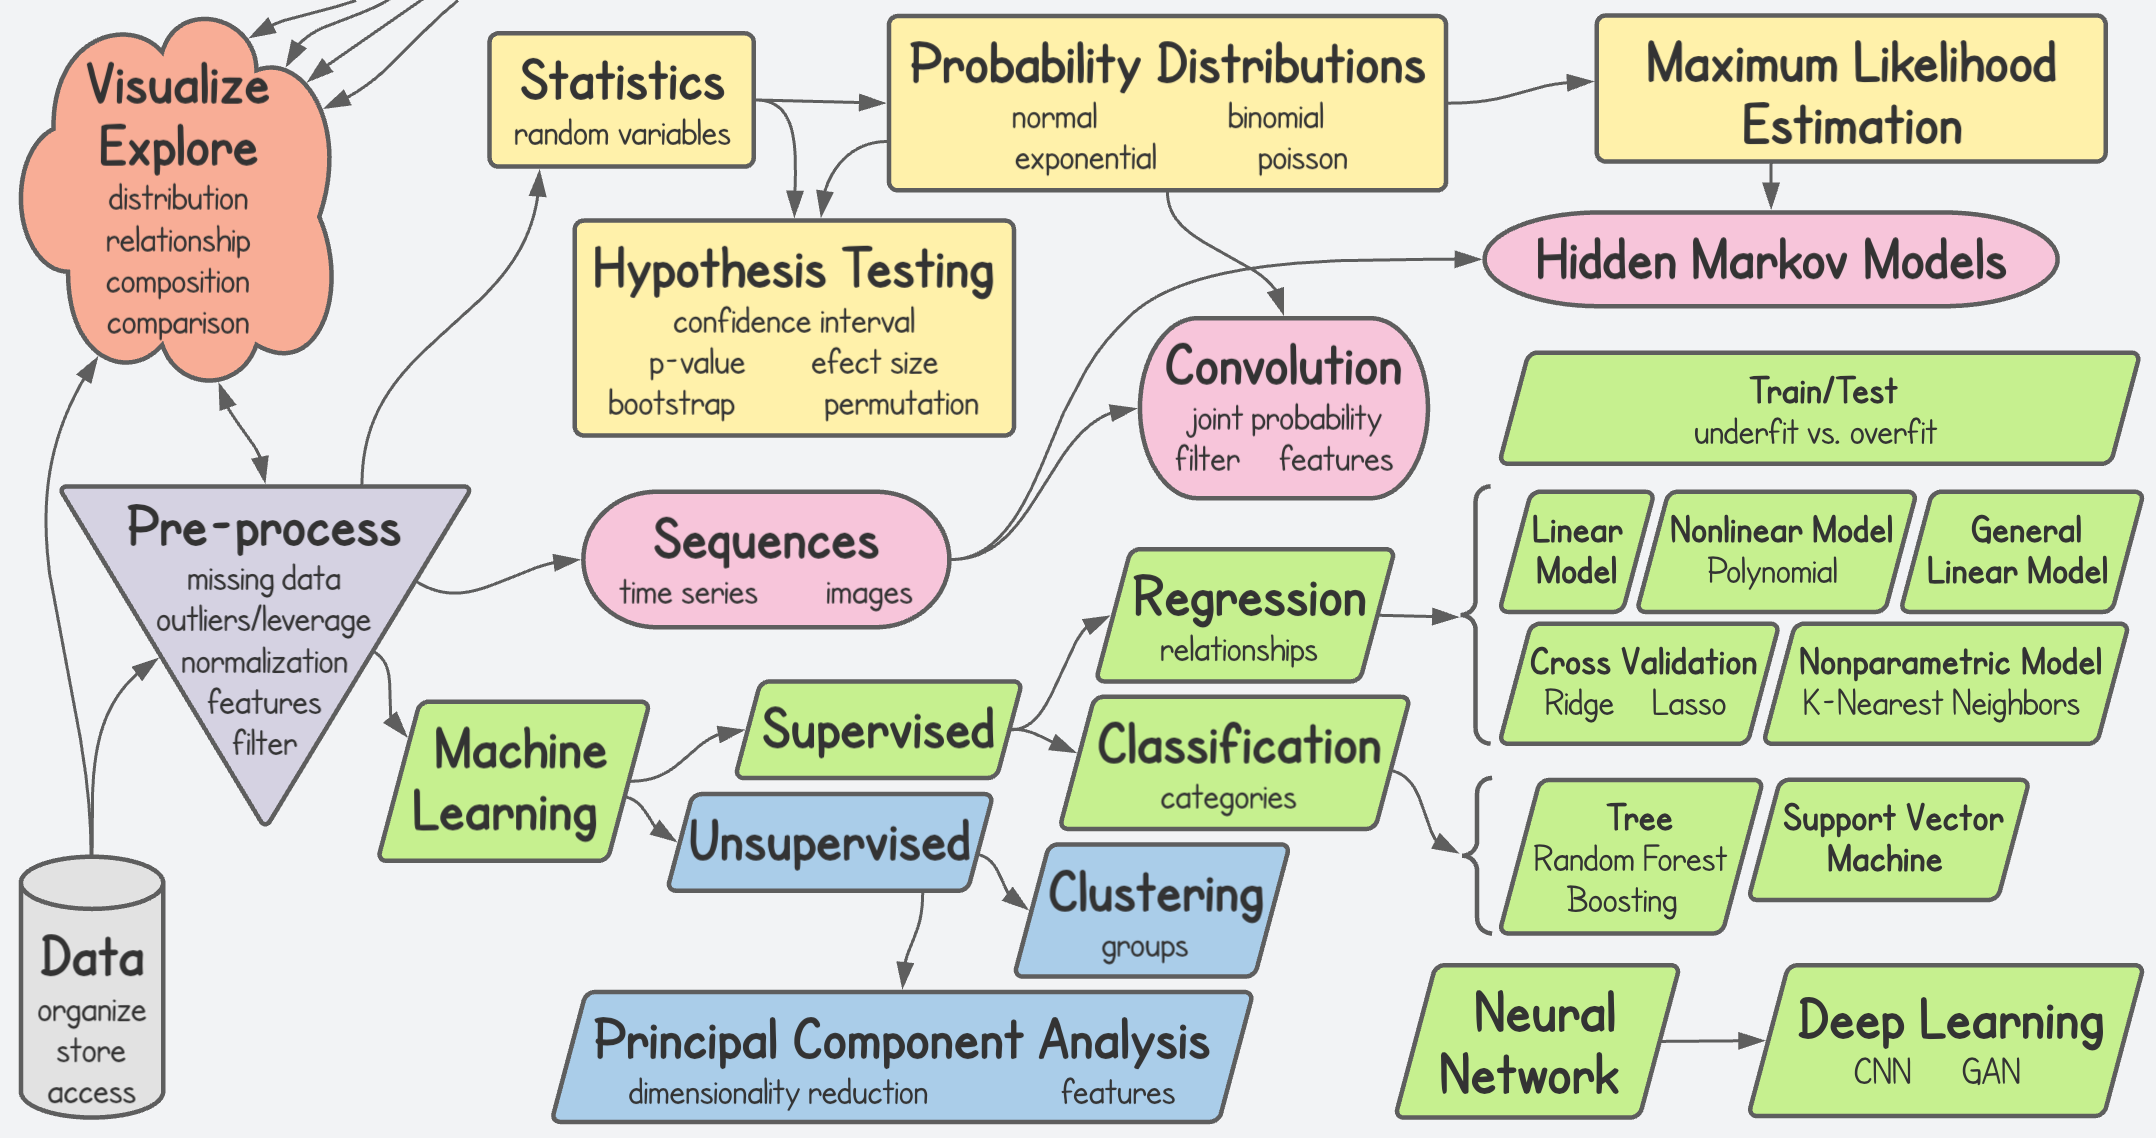 Visualize
Explore
distribution
relationship
composition
comparison
Statistics
random variables
Probability Distributions
normal binomial
exponential poisson
Maximum Likelihood
Estimation
Hypothesis Testing
confidence interval
p-value efect size
bootstrap permutation
Hidden Markov Models
Convolution
joint probability
filter features
Train/Test
underfit vs. overfit
Pre-process
missing data
outliers/leverage
normalization
features
filter
Sequences
time series images
Linear
Model
Nonlinear Model
Polynomial
General
Linear Model
Regression
relationships
Cross Validation
Ridge Lasso
Nonparametric Model
K-Nearest Neighbors
Machine
Learning
Supervised
Classification
categories
Unsupervised
Tree
Random Forest
Boosting
Support Vector
Machine
Clustering
groups
Data
organize
store
access
Principal Component Analysis
dimensionality reduction features
Neural
Network
Deep Learning
CNN GAN